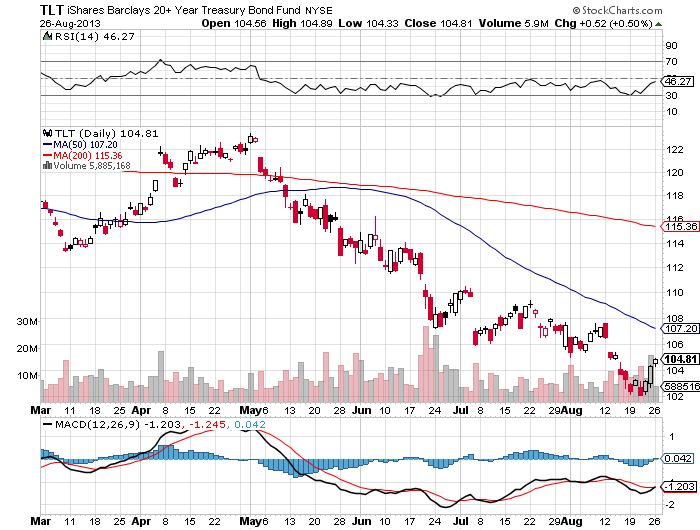 TLT iShares Barclays 20+ Year Treasury Bond Fund NYSE © StockCharts.com
26-Aug-2013 Open 104.56 High 104.89 Low 104.33 Close 104.81 Volume 5.9M Chg +0.52 (+0.50%)
RSI(14) 46.27
90
70
50
46.27
30
10
TLT (Daily) 104.81
MA(50) 107.20
MA(200) 115.36
Volume 5,885,168
122
120
118
116
115.36
114
112
110
30M 108
107.20
20M 106
104.81
104
10M
5885168
102
Mar 11 18 25 Apr 8 15 22 May 6 13 20 28 Jun 10 17 24 Jul 8 15 22 29 Aug 12 19 26
MACD(12,26,9) -1.203, -1.245, 0.042
1
0.042
-1.203
-2
Mar 11 18 25 Apr 8 15 22 May 6 13 20 28 Jun 10 17 24 Jul 8 15 22 29 Aug 12 19 26